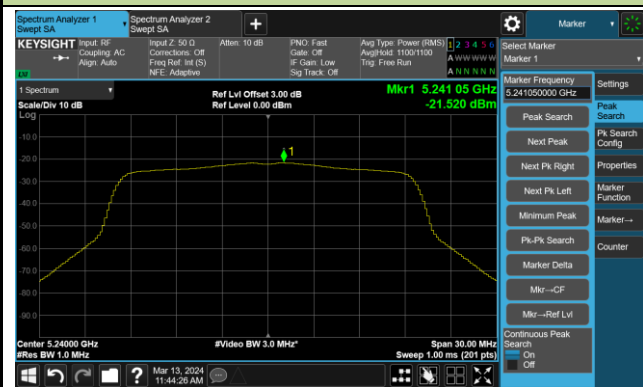 Spectrum Analyzer 1
Swept SA
Spectrum Analyzer 2
Swept SA
+
Marker
KEYSIGHT
Input: RF
Coupling: AC
Align: Auto
Input Z: 50 Ω
Corrections: Off
Freq Ref: Int (S)
NFE: Adaptive
Atten: 10 dB
PNO: Fast
Gate: Off
IF Gain: Low
Sig Track: Off
Avg Type: Power (RMS)
Avg|Hold: 1100/1100
Trig: Free Run
1 2 3 4 5 6
A W W W W W
A N N N N N
Select Marker
Marker 1
1 Spectrum
Scale/Div 10 dB
Log
Ref Lvl Offset 3.00 dB
Ref Level 0.00 dBm
Mkr1 5.241 05 GHz
-21.520 dBm
1
-10.0
-20.0
-30.0
-40.0
-50.0
-60.0
-70.0
-80.0
-90.0
Center 5.24000 GHz
#Res BW 1.0 MHz
#Video BW 3.0 MHz*
Span 30.00 MHz
Sweep 1.00 ms (201 pts)
Marker Frequency
5.241050000 GHz
Peak Search
Next Peak
Next Pk Right
Next Pk Left
Minimum Peak
Pk-Pk Search
Marker Delta
Mkr→CF
Mkr→Ref Lvl
Continuous Peak
Search
On
Off
Settings
Peak
Search
Pk Search
Config
Properties
Marker
Function
Marker→
Counter
?
Mar 13, 2024
11:44:26 AM